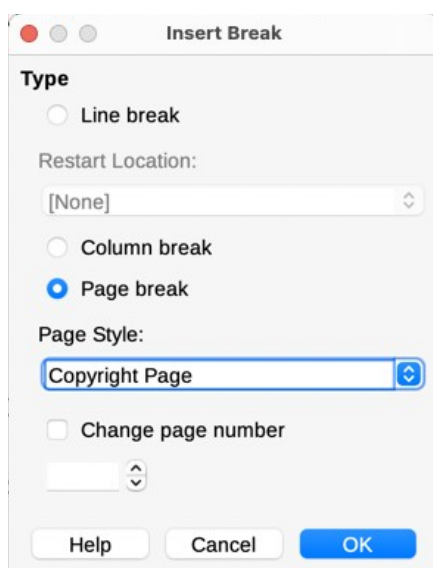 Insert Break
Type
Line break
Restart Location:
[None]
Column break
Page break
Page Style:
Copyright Page
Change page number
Help Cancel OK